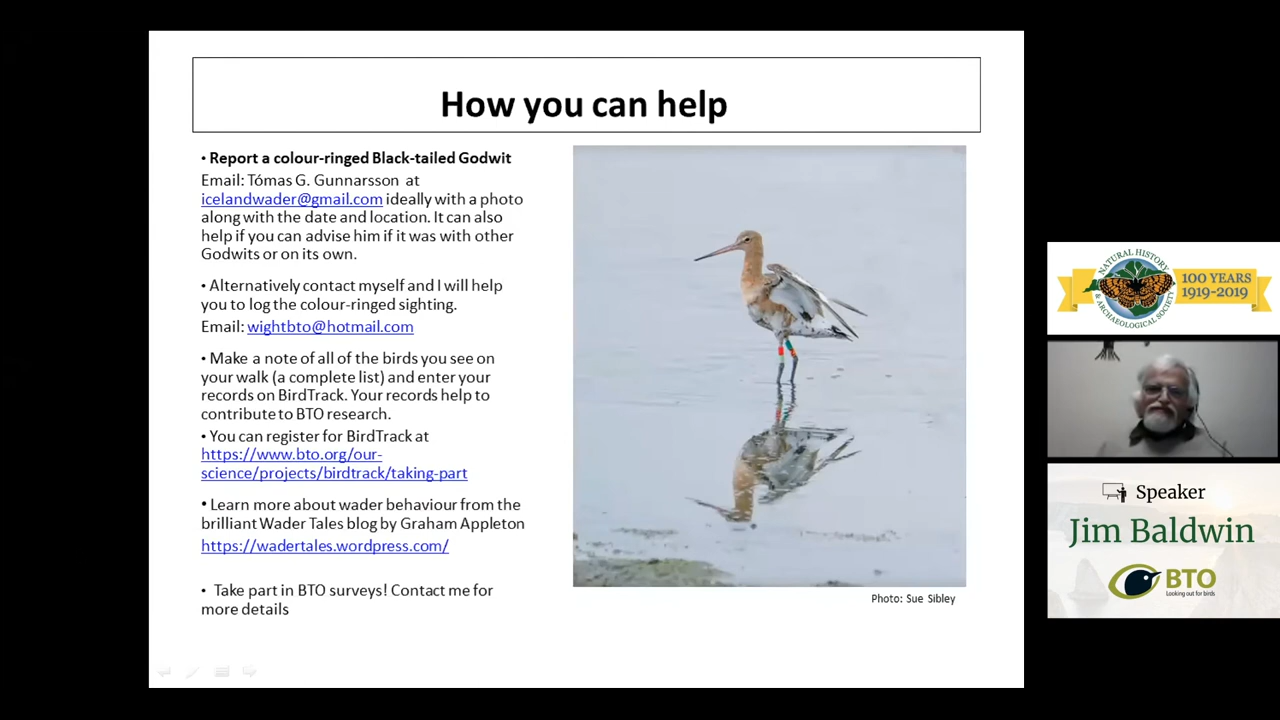 How you can help
• Report a colour-ringed Black-tailed Godwit
Email: Tómas G. Gunnarsson at
icelandwader@gmail.com ideally with a photo
along with the date and location. It can also
help if you can advise him if it was with other
Godwits or on its own.
• Alternatively contact myself and I will help
you to log the colour-ringed sighting.
Email: wightbto@hotmail.com
• Make a note of all of the birds you see on
your walk (a complete list) and enter your
records on BirdTrack. Your records help to
contribute to BTO research.
• You can register for BirdTrack at
https://www.bto.org/our-
science/projects/birdtrack/taking-part
• Learn more about wader behaviour from the
brilliant Wader Tales blog by Graham Appleton
https://wadertales.wordpress.com/
• Take part in BTO surveys! Contact me for
more details
Photo: Sue Sibley
NATURAL HISTORY
& ARCHAEOLOGICAL SOCIETY
100 YEARS
1919-2019
Speaker
Jim Baldwin
BTO
Looking out for birds